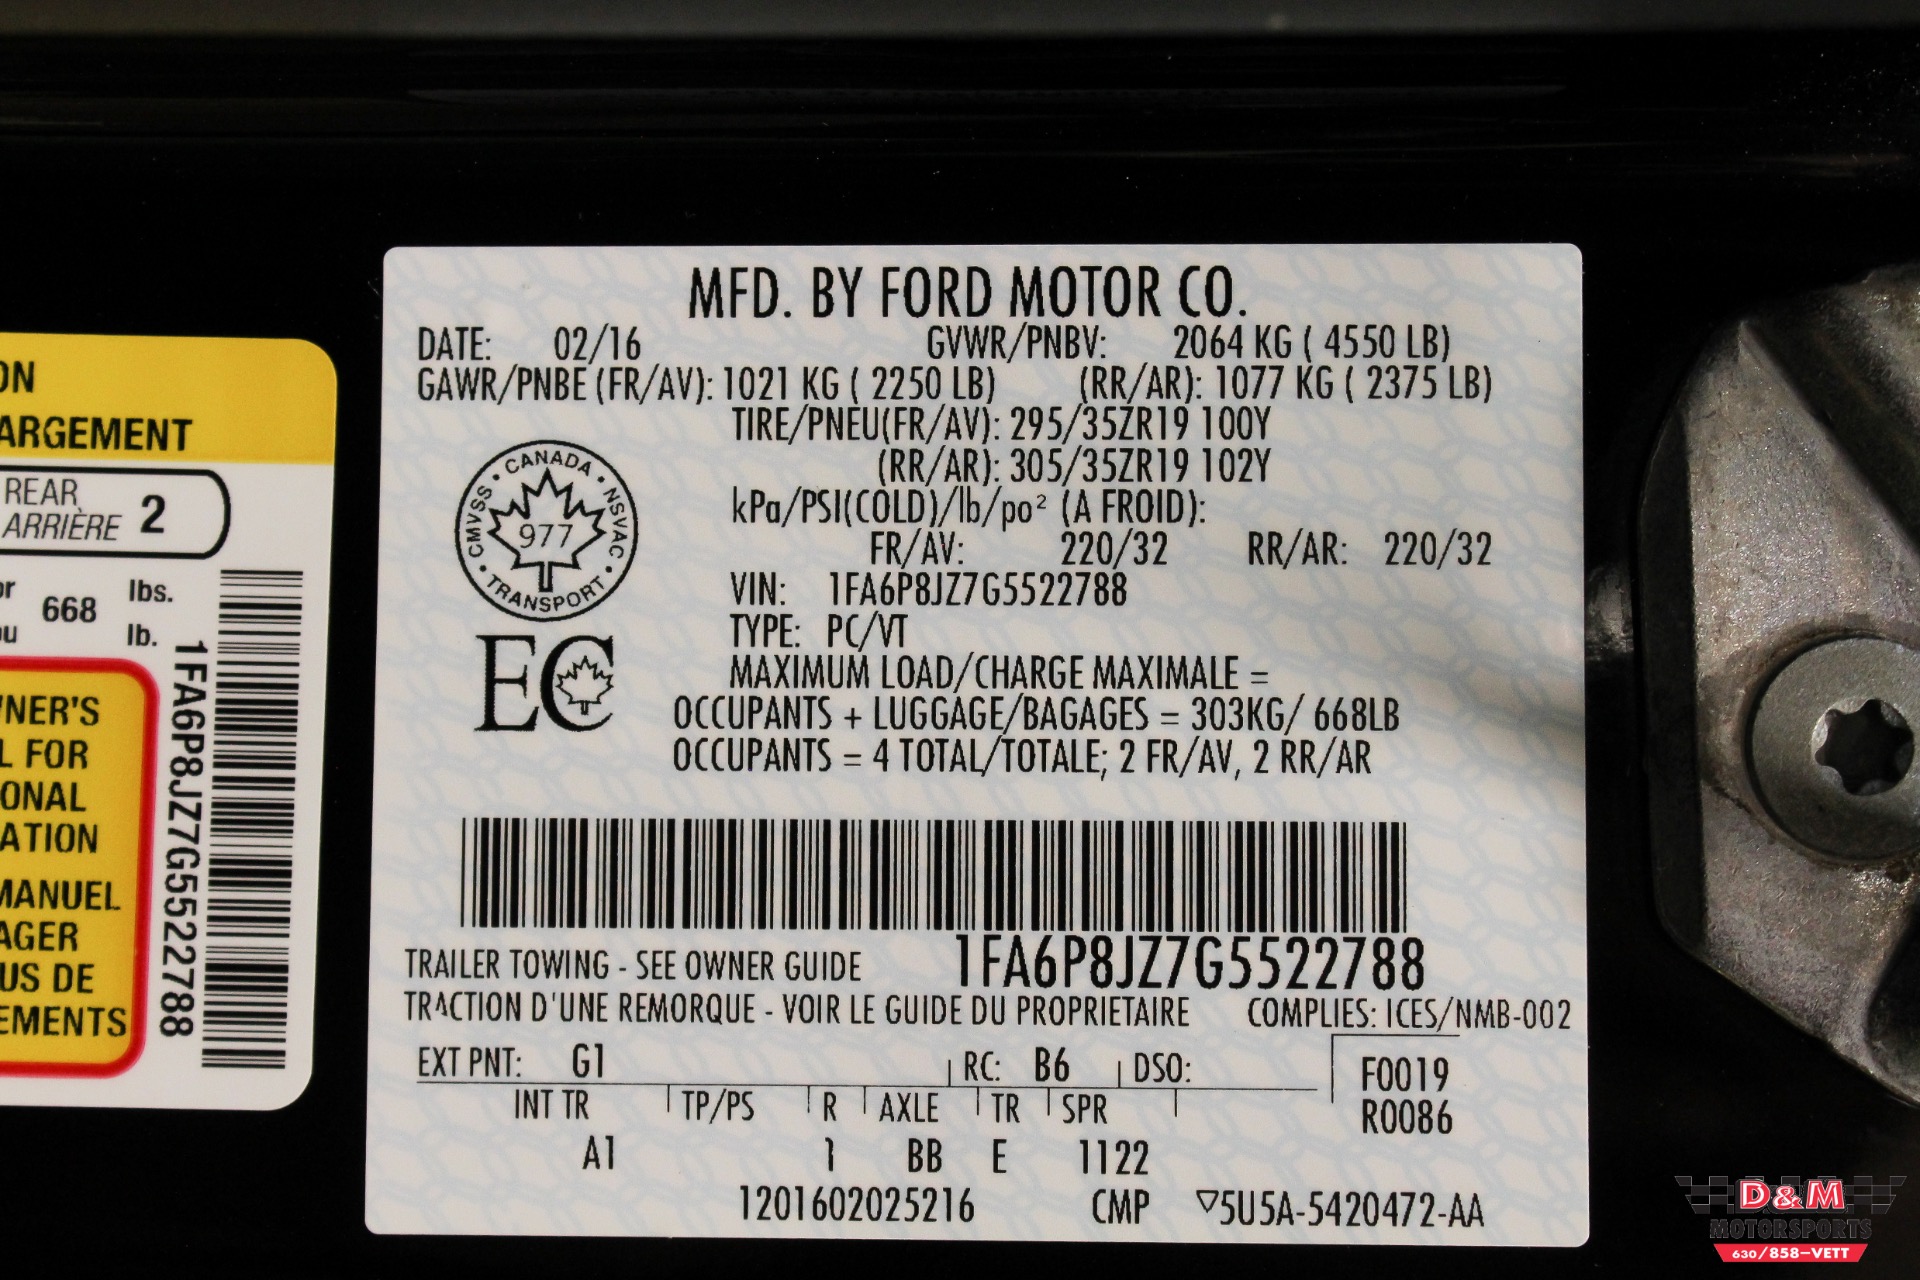 MFD. BY FORD MOTOR CO.
DATE: 02/16 GVWR/PNBV: 2064 KG ( 4550 LB)
GAWR/PNBE (FR/AV): 1021 KG ( 2250 LB) (RR/AR): 1077 KG ( 2375 LB)
TIRE/PNEU(FR/AV): 295/35ZR19 100Y
(RR/AR): 305/35ZR19 102Y
kPa/PSI(COLD)/lb/po² (A FROID):
FR/AV: 220/32 RR/AR: 220/32
VIN: 1FA6P8JZ7G5522788
TYPE: PC/VT
MAXIMUM LOAD/CHARGE MAXIMALE =
OCCUPANTS + LUGGAGE/BAGAGES = 303KG/ 668LB
OCCUPANTS = 4 TOTAL/TOTALE; 2 FR/AV, 2 RR/AR
CANADA · NSVAC · TRANSPORT · CMVSS
977
EC
1FA6P8JZ7G5522788
TRAILER TOWING - SEE OWNER GUIDE
TRACTION D'UNE REMORQUE - VOIR LE GUIDE DU PROPRIETAIRE COMPLIES: ICES/NMB-002
EXT PNT: G1 RC: B6 DSO:
F0019
R0086
INT TR TP/PS R AXLE TR SPR
A1 1 BB E 1122
1201602025216 CMP ▽5U5A-5420472-AA
ON
ARGEMENT
REAR
ARRIÈRE 2
or 668 lbs.
ou lb.
NER'S
L FOR
ONAL
ATION
MANUEL
AGER
US DE
EMENTS
1FA6P8JZ7G5522788
D&M
MOTORSPORTS
630/858-VETT